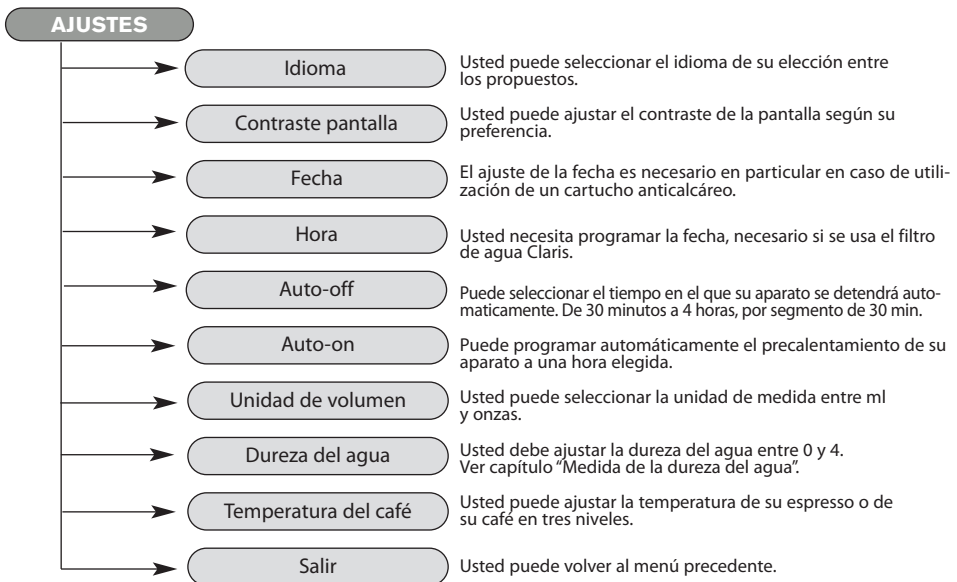 AJUSTES
Idioma
Usted puede seleccionar el idioma de su elección entre
los propuestos.
Contraste pantalla
Usted puede ajustar el contraste de la pantalla según su
preferencia.
Fecha
El ajuste de la fecha es necesario en particular en caso de utili-
zación de un cartucho anticalcáreo.
Hora
Usted necesita programar la fecha, necesario si se usa el filtro
de agua Claris.
Auto-off
Puede seleccionar el tiempo en el que su aparato se detendrá auto-
maticamente. De 30 minutos a 4 horas, por segmento de 30 min.
Auto-on
Puede programar automáticamente el precalentamiento de su
aparato a una hora elegida.
Unidad de volumen
Usted puede seleccionar la unidad de medida entre ml
y onzas.
Dureza del agua
Usted debe ajustar la dureza del agua entre 0 y 4.
Ver capítulo “Medida de la dureza del agua”.
Temperatura del café
Usted puede ajustar la temperatura de su espresso o de
su café en tres niveles.
Salir
Usted puede volver al menú precedente.